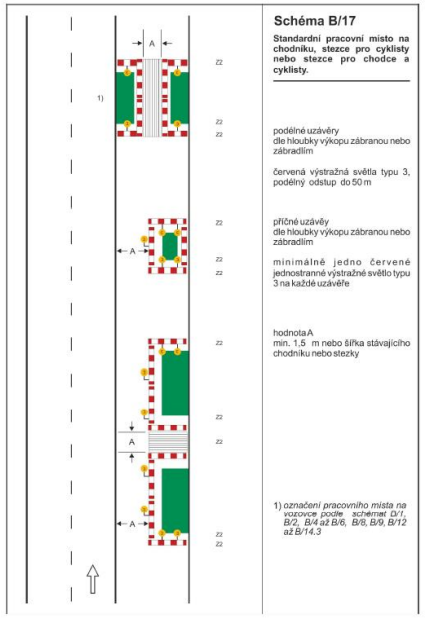 Schéma B/17
Standardní pracovní místo na
chodníku, stezce pro cyklisty
nebo stezce pro chodce a
cyklisty.
A
Z2
1)
Z2
Z2
podélné uzávěry
dle hloubky výkopu zábranou nebo
zábradlím
červená výstražná světla typu 3,
podélný odstup do 50 m
Z2
A
Z2
Z2
příčné uzávěy
dle hloubky výkopu zábranou nebo
zábradlím
minimálně jedno červené
jednostranné výstražné světlo typu
3 na každé uzávěře
Z2
hodnota A
min. 1,5 m nebo šířka stávajícího
chodníku nebo stezky
Z2
A
Z2
Z2
A
Z2
Z2
1) označení pracovního místa na
vozovce podle schémat B/1,
B/2, B/4 až B/6, B/8, B/9, B/12
až B/14.3